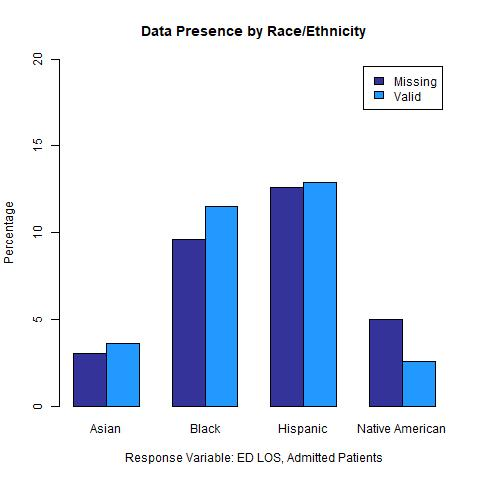 Data Presence by Race/Ethnicity
Missing
Valid
Percentage
20
15
10
5
0
Asian Black Hispanic Native American
Response Variable: ED LOS, Admitted Patients